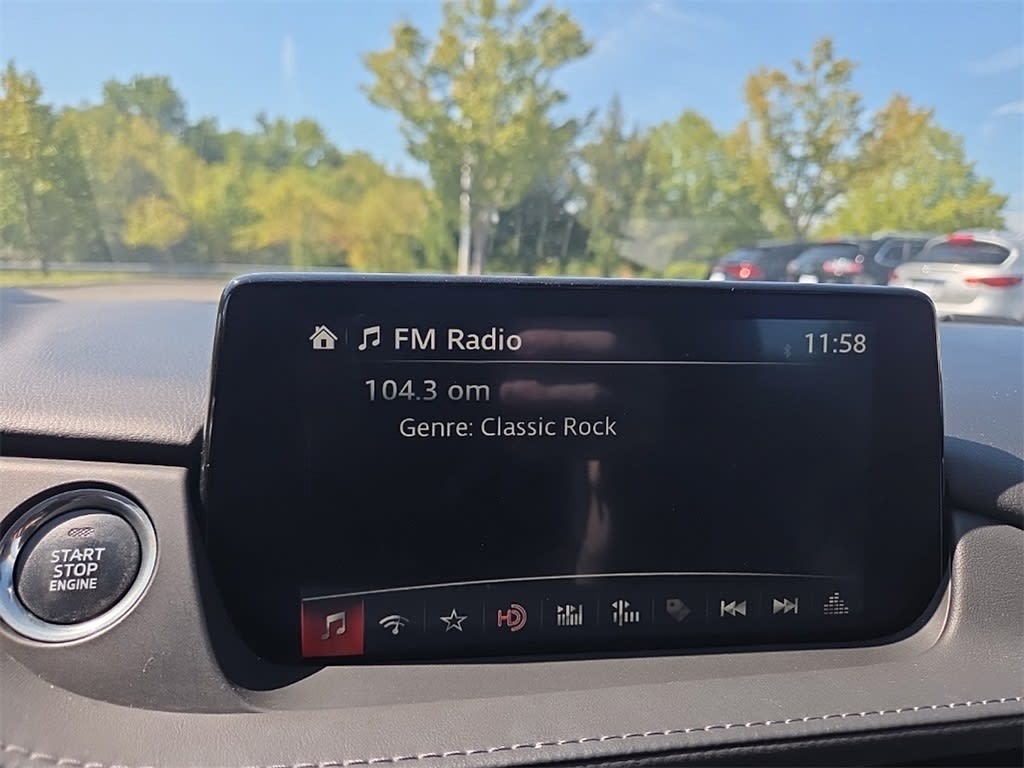 FM Radio
11:58
104.3 om
Genre: Classic Rock
START
STOP
ENGINE
HD